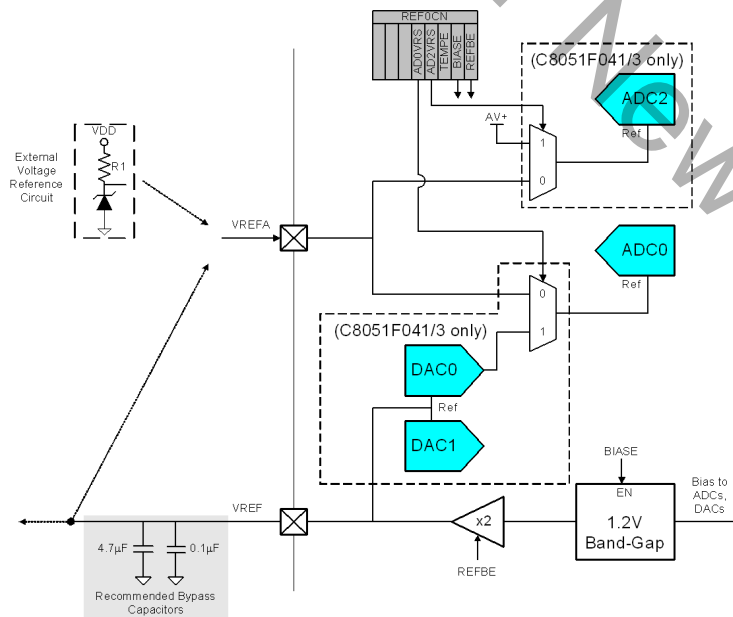 REF0CN
AD0VRS
AD2VRS
TEMPE
BIASE
REFBE
(C8051F041/3 only)
ADC2
Ref
AV+
1
0
VDD
R1
External
Voltage
Reference
Circuit
VREFA
ADC0
Ref
0
1
(C8051F041/3 only)
DAC0
Ref
DAC1
BIASE
EN
1.2V
Band-Gap
Bias to
ADCs,
DACs
VREF
x2
REFBE
4.7µF
0.1µF
Recommended Bypass
Capacitors
New